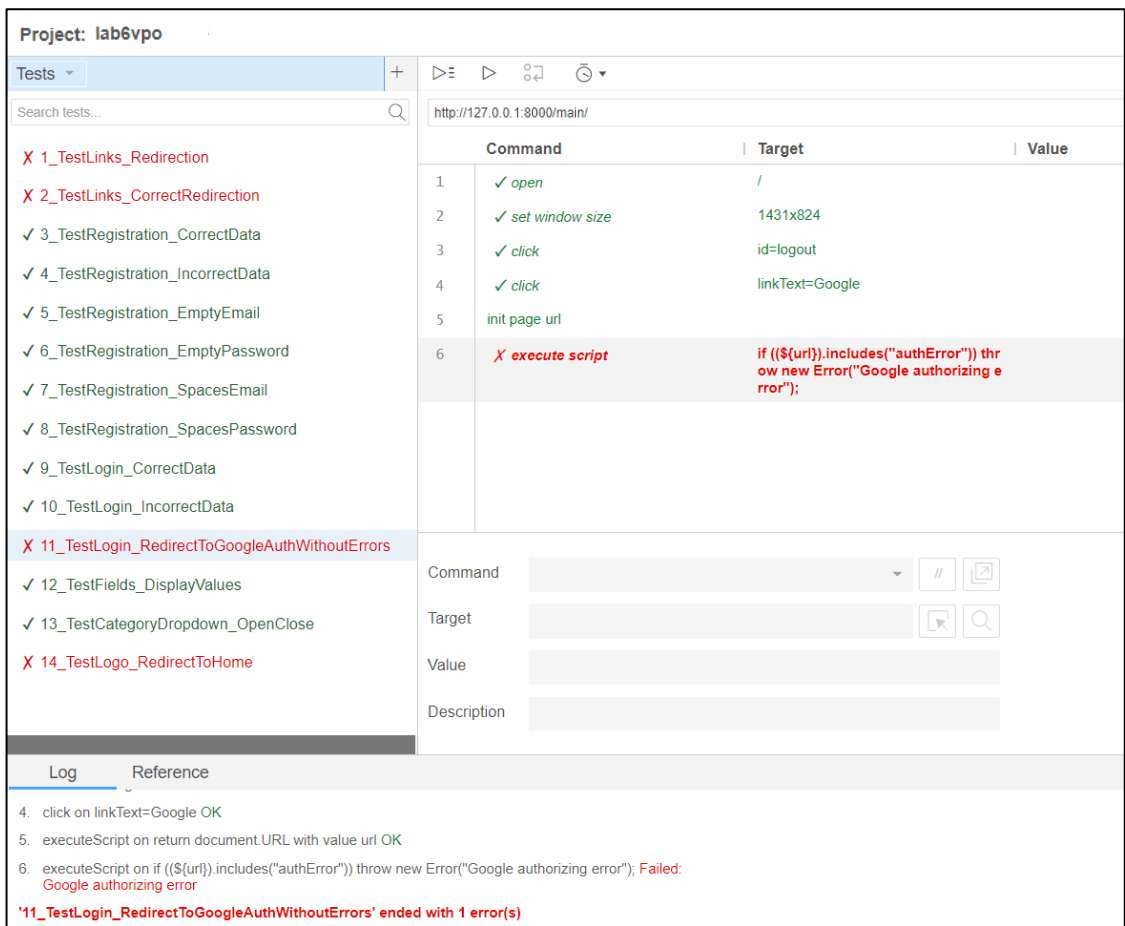 Project: lab6vpo
Tests
+
Search tests...
http://127.0.0.1:8000/main/
Command Target Value
✗ 1_TestLinks_Redirection
✗ 2_TestLinks_CorrectRedirection
✓ 3_TestRegistration_CorrectData
✓ 4_TestRegistration_IncorrectData
✓ 5_TestRegistration_EmptyEmail
✓ 6_TestRegistration_EmptyPassword
✓ 7_TestRegistration_SpacesEmail
✓ 8_TestRegistration_SpacesPassword
✓ 9_TestLogin_CorrectData
✓ 10_TestLogin_IncorrectData
✗ 11_TestLogin_RedirectToGoogleAuthWithoutErrors
✓ 12_TestFields_DisplayValues
✓ 13_TestCategoryDropdown_OpenClose
✗ 14_TestLogo_RedirectToHome
1 ✓ open /
2 ✓ set window size 1431x824
3 ✓ click id=logout
4 ✓ click linkText=Google
5 init page url
6 ✗ execute script if ((${url}).includes("authError")) thr
ow new Error("Google authorizing e
rror");
Command //
Target
Value
Description
Log Reference
4. click on linkText=Google OK
5. executeScript on return document.URL with value url OK
6. executeScript on if ((${url}).includes("authError")) throw new Error("Google authorizing error"); Failed:
Google authorizing error
'11_TestLogin_RedirectToGoogleAuthWithoutErrors' ended with 1 error(s)